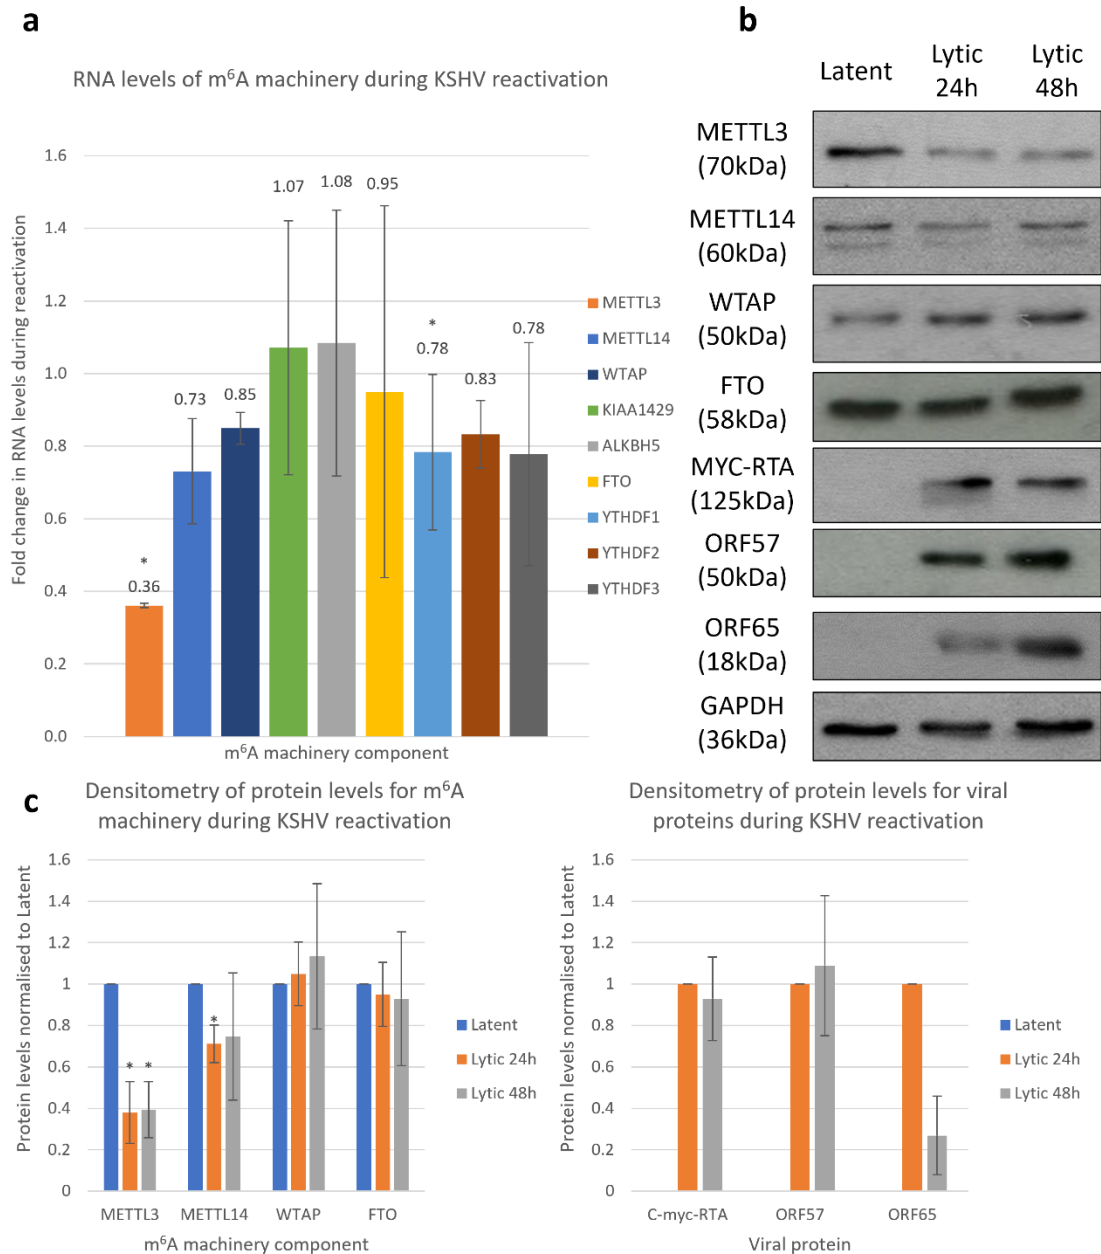 a
RNA levels of m⁶A machinery during KSHV reactivation
Fold change in RNA levels during reactivation
1.6
1.4
1.2
1.0
0.8
0.6
0.4
0.2
0.0
*
0.36
0.73
0.85
1.07
1.08
0.95
*
0.78
0.83
0.78
m⁶A machinery component
METTL3
METTL14
WTAP
KIAA1429
ALKBH5
FTO
YTHDF1
YTHDF2
YTHDF3
b
Latent
Lytic
24h
Lytic
48h
METTL3
(70kDa)
METTL14
(60kDa)
WTAP
(50kDa)
FTO
(58kDa)
MYC-RTA
(125kDa)
ORF57
(50kDa)
ORF65
(18kDa)
GAPDH
(36kDa)
c
Densitometry of protein levels for m⁶A
machinery during KSHV reactivation
Protein levels normalised to Latent
1.6
1.4
1.2
1
0.8
0.6
0.4
0.2
0
* *
*
METTL3 METTL14 WTAP FTO
m⁶A machinery component
Latent
Lytic 24h
Lytic 48h
Densitometry of protein levels for viral
proteins during KSHV reactivation
Protein levels normalised to Latent
1.6
1.4
1.2
1
0.8
0.6
0.4
0.2
0
C-myc-RTA ORF57 ORF65
Viral protein
Latent
Lytic 24h
Lytic 48h